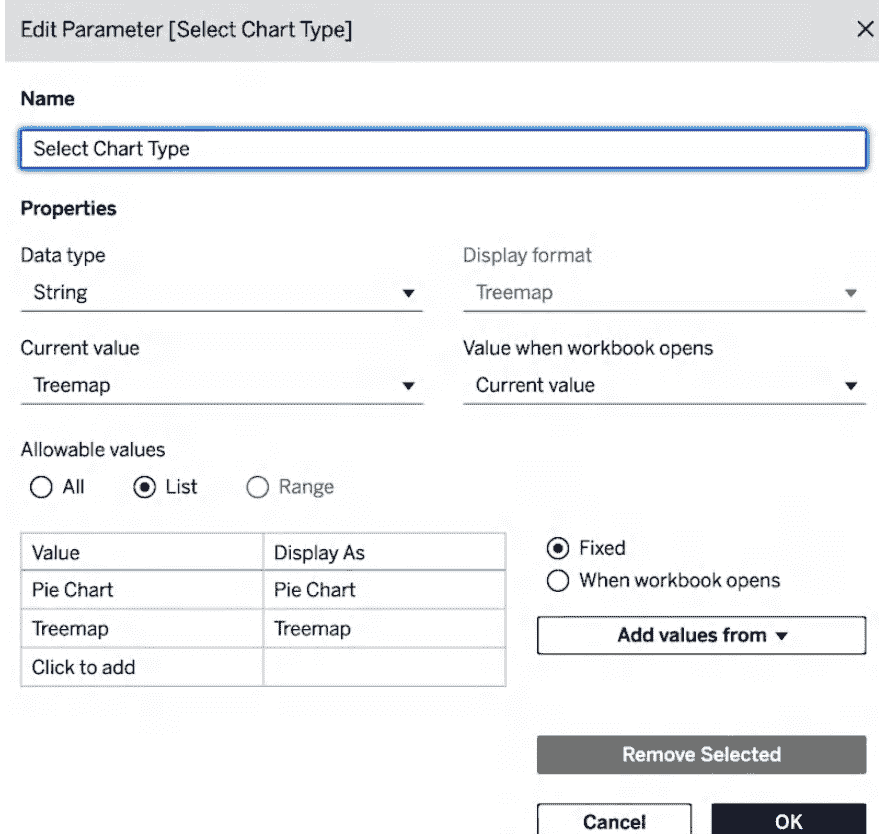 Edit Parameter [Select Chart Type]
Name
Select Chart Type
Properties
Data type
Display format
String
Treemap
Current value
Value when workbook opens
Treemap
Current value
Allowable values
All
List
Range
Value
Display As
Pie Chart
Pie Chart
Treemap
Treemap
Click to add
Fixed
When workbook opens
Add values from
Remove Selected
Cancel
OK